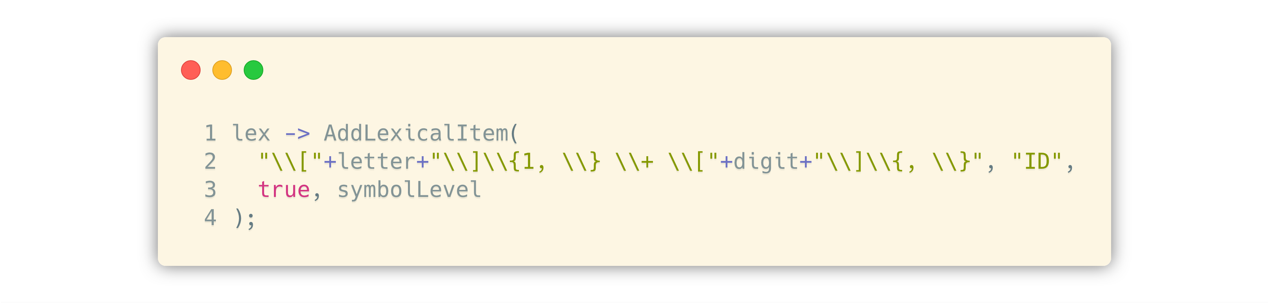 1 lex -> AddLexicalItem(
2 "\\["+letter+"\\]\\{1, \\} \\+ \\["+digit+"\\]\\{, \\}", "ID",
3 true, symbolLevel
4 );